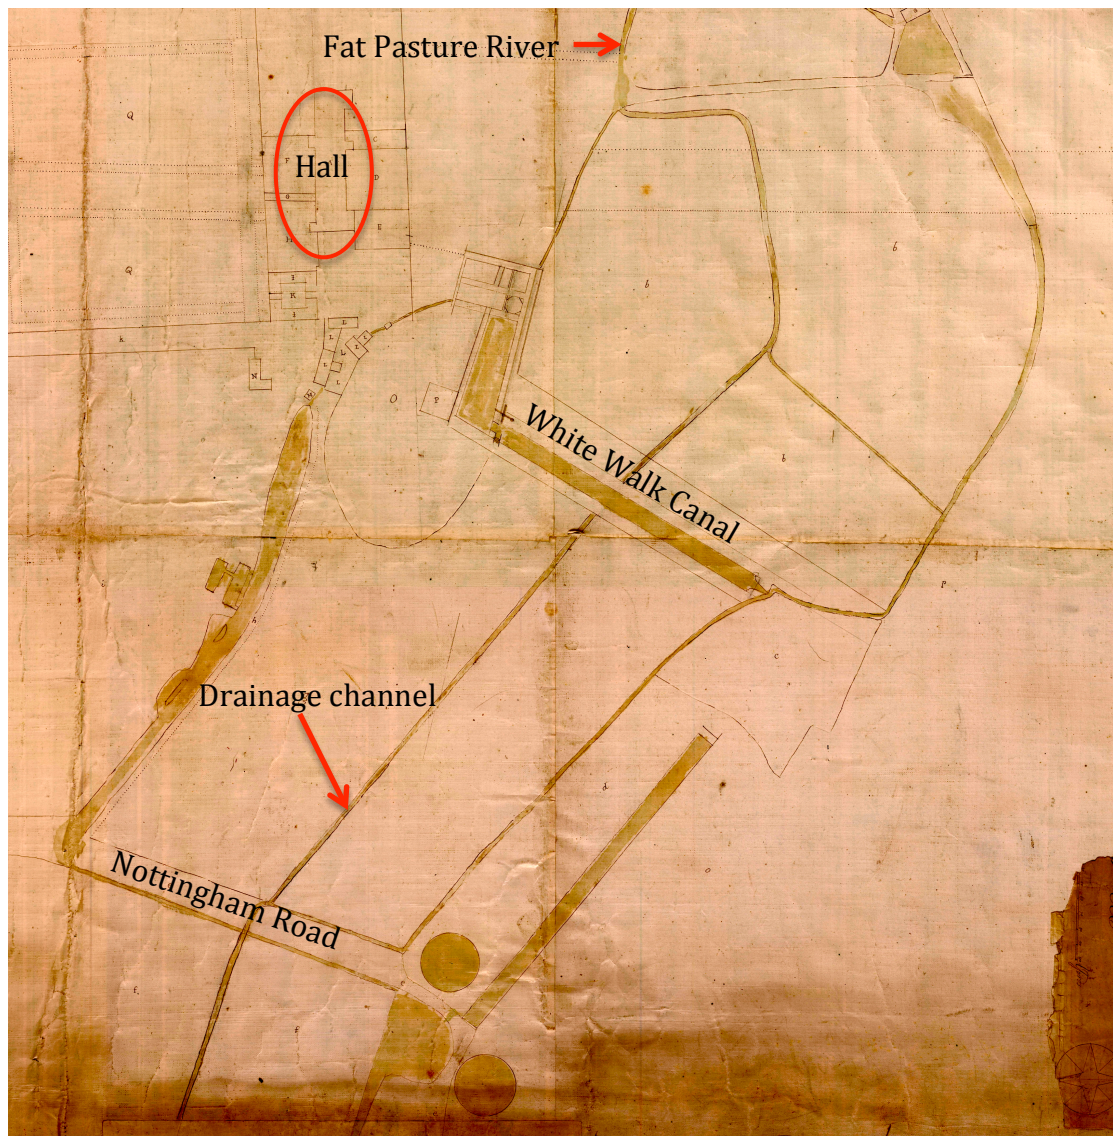 Fat Pasture River
Hall
Q
C
F
D
G
H
E
Q
I
K
I
b
b
k
L
L
L
L
L
L
N
O
P
White Walk Canal
b
P
h
c
Drainage channel
d
o
Nottingham Road
f
f